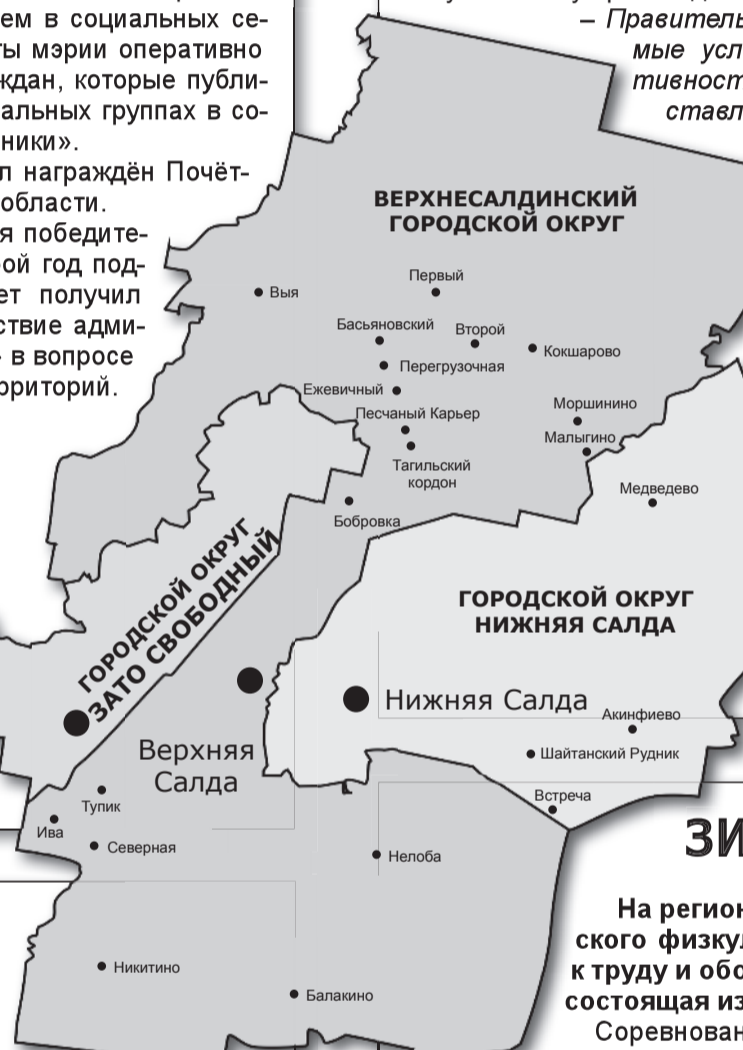 ем в социальных се-
ты мэрии оперативно
ждан, которые публи-
альных группах в со-
ники».
л награждён Почёт-
области.
я победите-
рой год под-
ет получил
ствие адми-
в вопросе
рриторий.
– Правитель
мые усл
тивност
ставл
ВЕРХНЕСАЛДИНСКИЙ
ГОРОДСКОЙ ОКРУГ
Выя
Первый
Басьяновский
Второй
Кокшарово
Перегрузочная
Ежевичный
Песчаный Карьер
Моршинино
Малыгино
Тагильский
кордон
Медведево
Бобровка
ГОРОДСКОЙ ОКРУГ
ЗАТО СВОБОДНЫЙ
ГОРОДСКОЙ ОКРУГ
НИЖНЯЯ САЛДА
Нижняя Салда
Акинфиево
Шайтанский Рудник
Верхняя
Салда
Встреча
Тупик
Ива
Северная
Нелоба
Никитино
Балакино
ЗИ
На регион
ского физку
к труду и обо
состоящая из
Соревнован